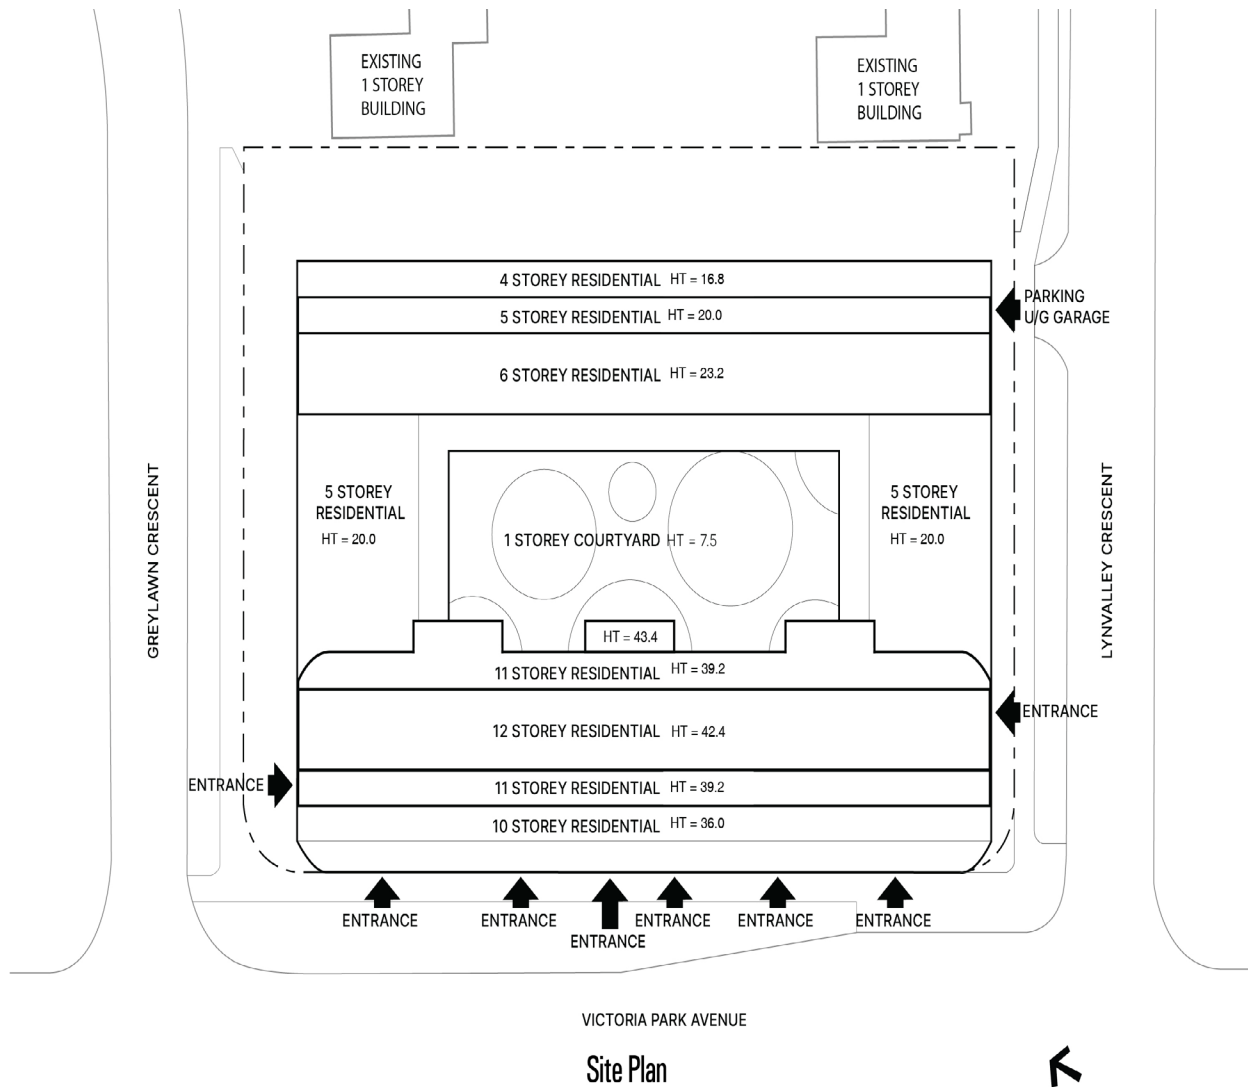 EXISTING
1 STOREY
BUILDING
EXISTING
1 STOREY
BUILDING
4 STOREY RESIDENTIAL HT = 16.8
PARKING
U/G GARAGE
5 STOREY RESIDENTIAL HT = 20.0
6 STOREY RESIDENTIAL HT = 23.2
GREYLAWN CRESCENT
5 STOREY
RESIDENTIAL
HT = 20.0
1 STOREY COURTYARD HT = 7.5
5 STOREY
RESIDENTIAL
HT = 20.0
LYNVALLEY CRESCENT
HT = 43.4
11 STOREY RESIDENTIAL HT = 39.2
ENTRANCE
12 STOREY RESIDENTIAL HT = 42.4
ENTRANCE
11 STOREY RESIDENTIAL HT = 39.2
10 STOREY RESIDENTIAL HT = 36.0
ENTRANCE
ENTRANCE
ENTRANCE
ENTRANCE
ENTRANCE
ENTRANCE
VICTORIA PARK AVENUE
Site Plan